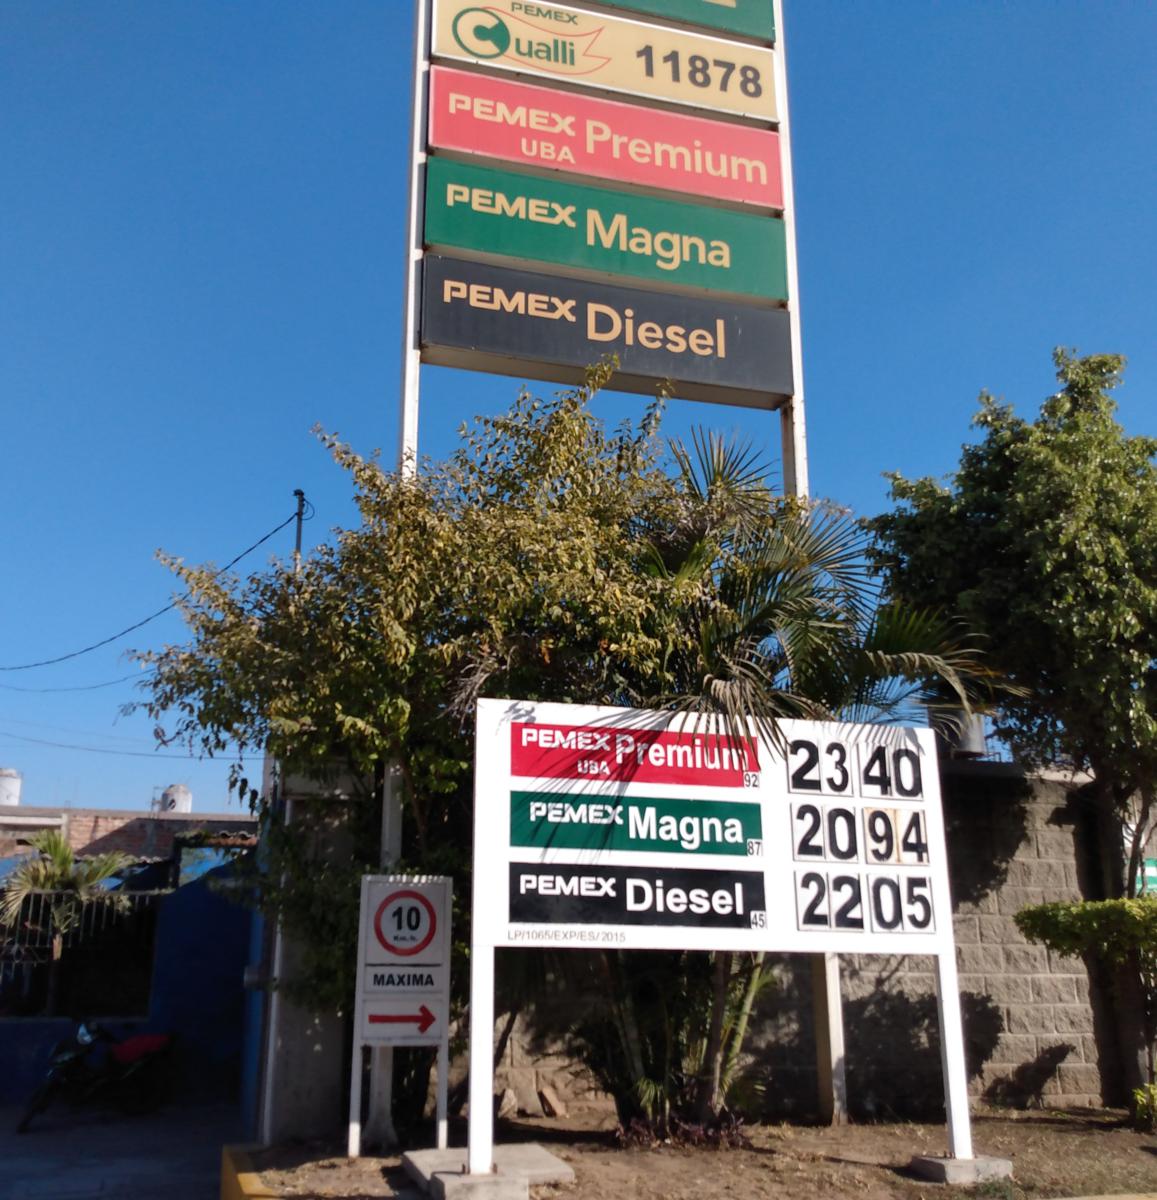 PEMEX
Cualli 11878
PEMEX Premium
UBA
PEMEX Magna
PEMEX Diesel
PEMEX Premium 92 23 40
UBA
PEMEX Magna 87 20 94
PEMEX Diesel 45 22 05
LP/1065/EXP/ES/2015
10
Km./h.
MAXIMA